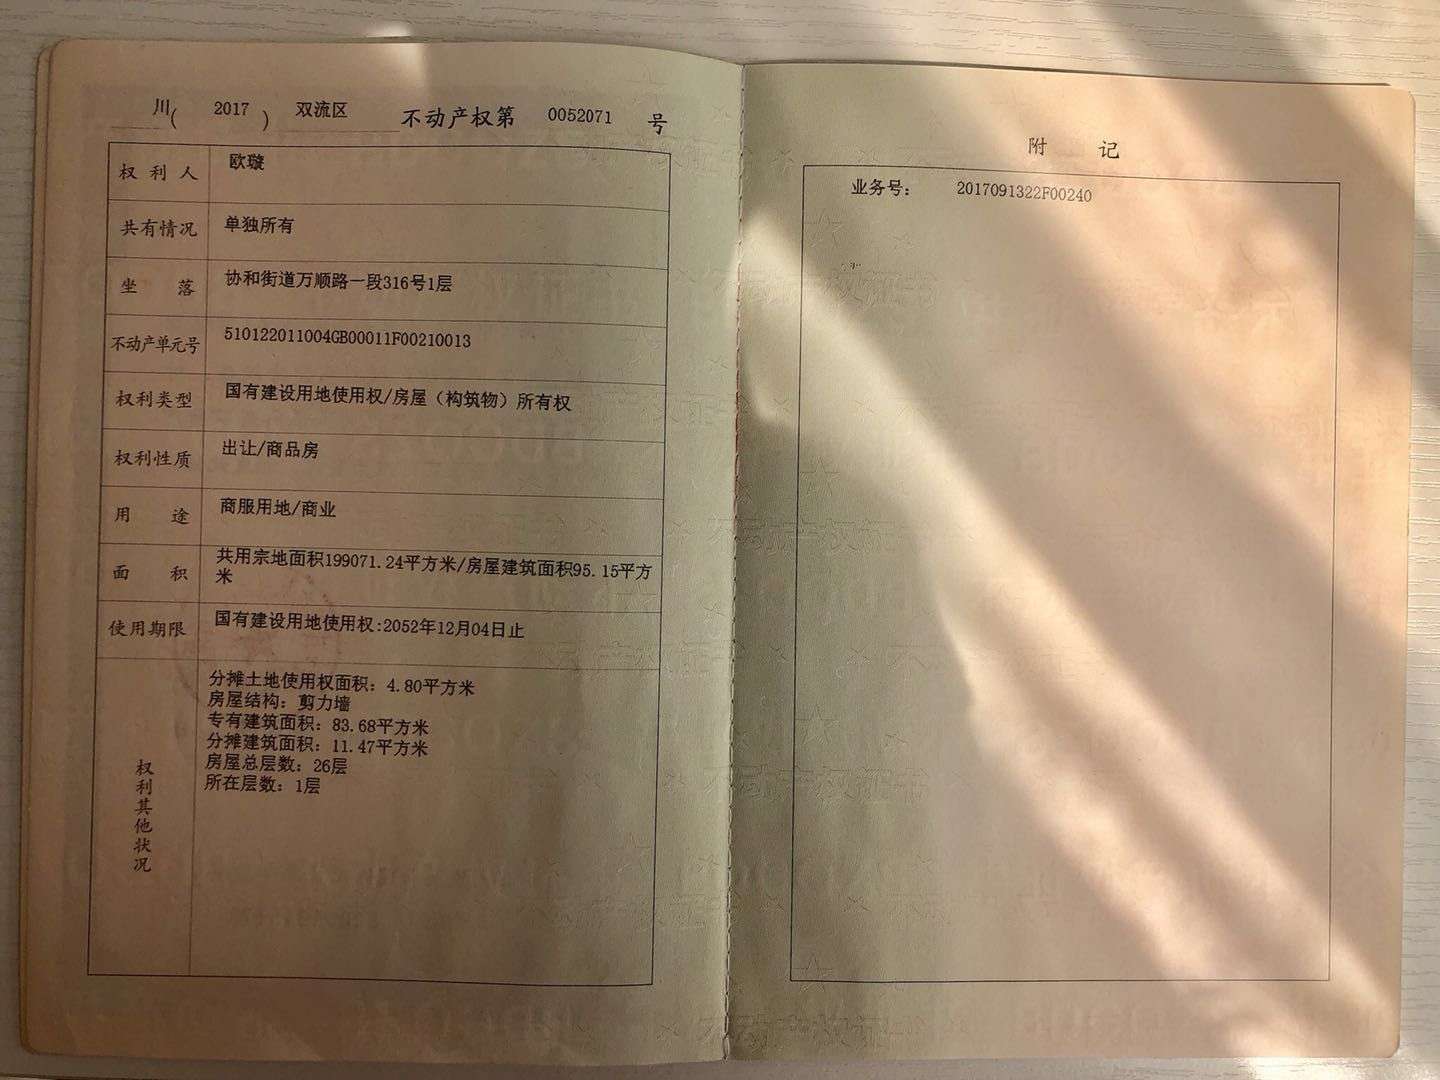 川( 2017 ) 双流区 不动产权第 0052071 号
权利人 欧璇
共有情况 单独所有
坐落 协和街道万顺路一段316号1层
不动产单元号 510122011004GB00011F00210013
权利类型 国有建设用地使用权/房屋（构筑物）所有权
权利性质 出让/商品房
用途 商服用地/商业
面积 共用宗地面积199071.24平方米/房屋建筑面积95.15平方
米
使用期限 国有建设用地使用权:2052年12月04日止
权利其他状况
分摊土地使用权面积：4.80平方米
房屋结构：剪力墙
专有建筑面积：83.68平方米
分摊建筑面积：11.47平方米
房屋总层数：26层
所在层数：1层
附记
业务号： 2017091322F00240